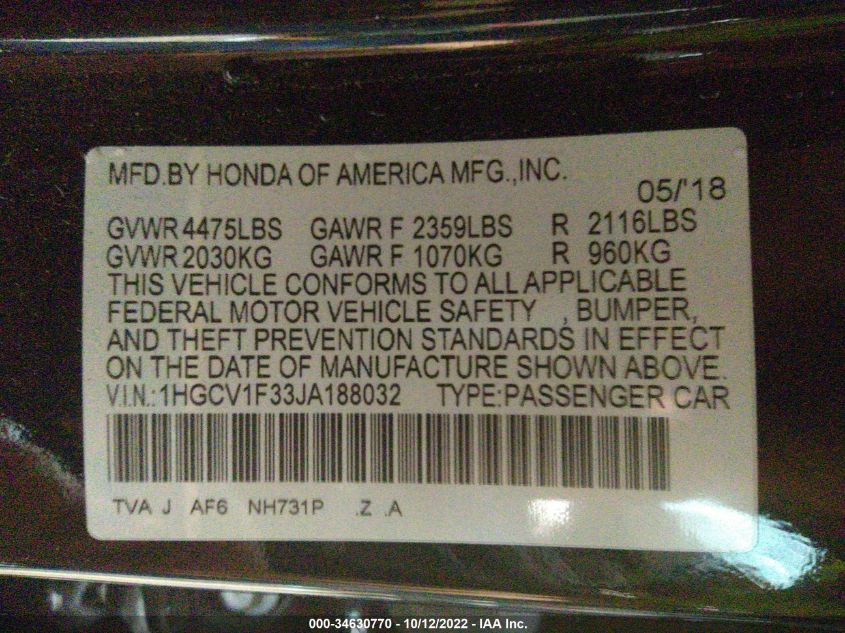 MFD.BY HONDA OF AMERICA MFG.,INC.
05/'18
GVWR 4475LBS GAWR F 2359LBS R 2116LBS
GVWR 2030KG GAWR F 1070KG R 960KG
THIS VEHICLE CONFORMS TO ALL APPLICABLE
FEDERAL MOTOR VEHICLE SAFETY , BUMPER,
AND THEFT PREVENTION STANDARDS IN EFFECT
ON THE DATE OF MANUFACTURE SHOWN ABOVE.
V.I.N.:1HGCV1F33JA188032 TYPE:PASSENGER CAR
TVA J AF6 NH731P .Z .A
000-34630770 - 10/12/2022 - IAA Inc.